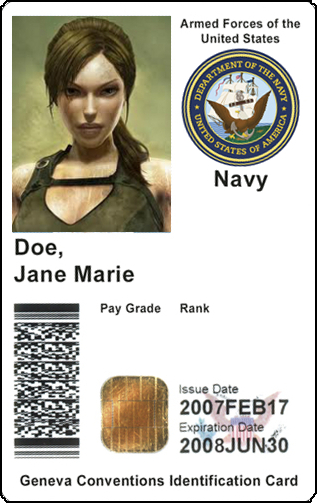 Armed Forces of the
United States
DEPARTMENT OF THE NAVY
UNITED STATES OF AMERICA
Navy
Doe,
Jane Marie
Pay Grade Rank
Issue Date
2007FEB17
Expiration Date
2008JUN30
Geneva Conventions Identification Card